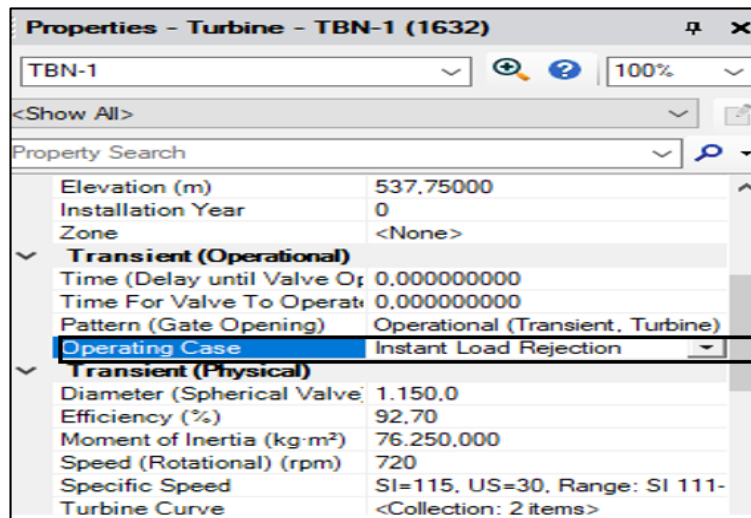 Properties - Turbine - TBN-1 (1632)
TBN-1 100%
<Show All>
Property Search
Elevation (m) 537,75000
Installation Year 0
Zone <None>
Transient (Operational)
Time (Delay until Valve Op 0,000000000
Time For Valve To Operate 0,000000000
Pattern (Gate Opening) Operational (Transient, Turbine)
Operating Case Instant Load Rejection
Transient (Physical)
Diameter (Spherical Valve) 1.150,0
Efficiency (%) 92,70
Moment of Inertia (kg·m²) 76.250,000
Speed (Rotational) (rpm) 720
Specific Speed SI=115, US=30, Range: SI 111-
Turbine Curve <Collection: 2 items>